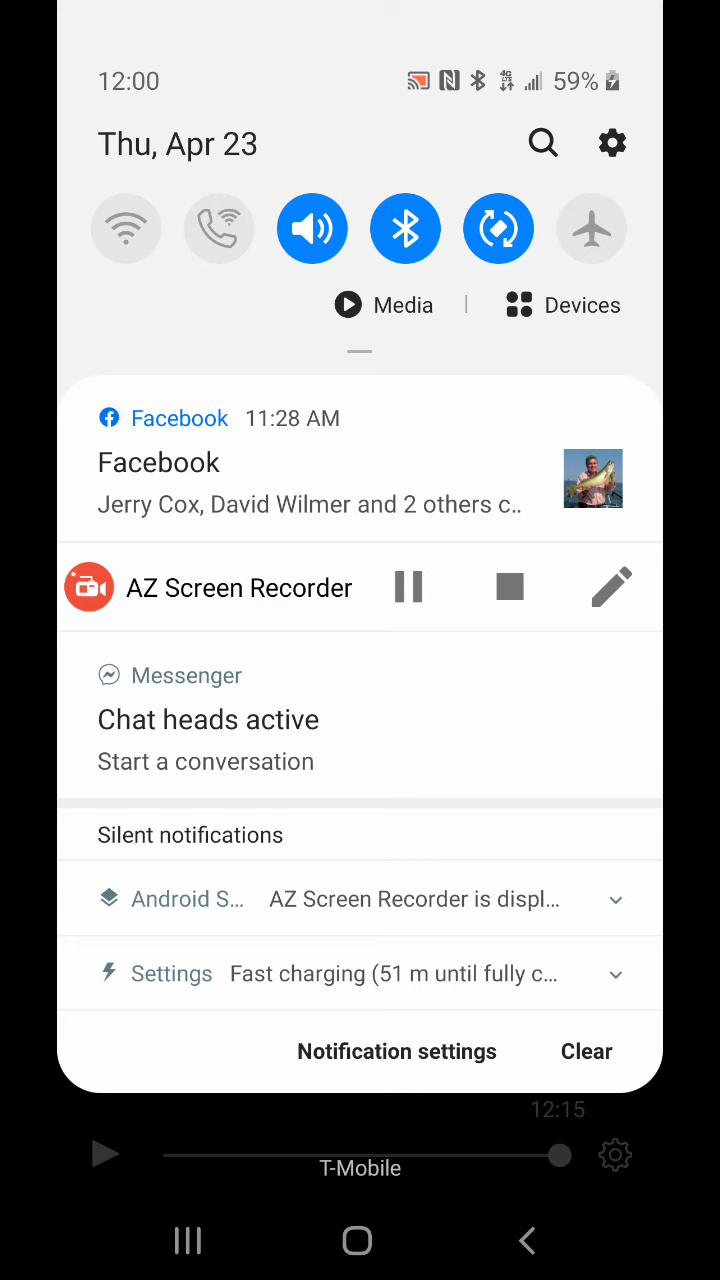 12:00 4G LTE 59%
Thu, Apr 23
Media | Devices
Facebook 11:28 AM
Facebook
Jerry Cox, David Wilmer and 2 others c..
AZ Screen Recorder
Messenger
Chat heads active
Start a conversation
Silent notifications
Android S... AZ Screen Recorder is displ...
Settings Fast charging (51 m until fully c...
Notification settings Clear
12:15
T-Mobile